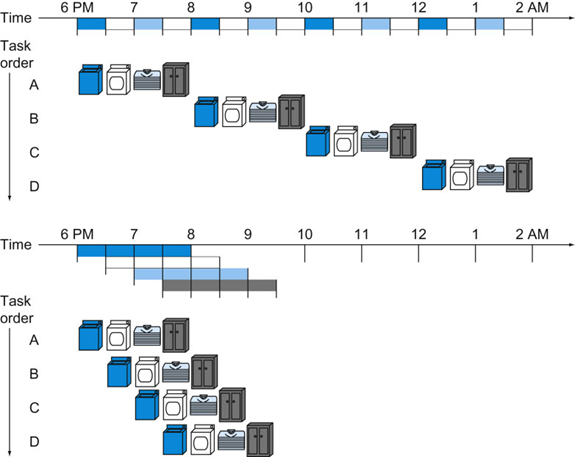 6 PM 7 8 9 10 11 12 1 2 AM
Time
Task
order
A
B
C
D
6 PM 7 8 9 10 11 12 1 2 AM
Time
Task
order
A
B
C
D